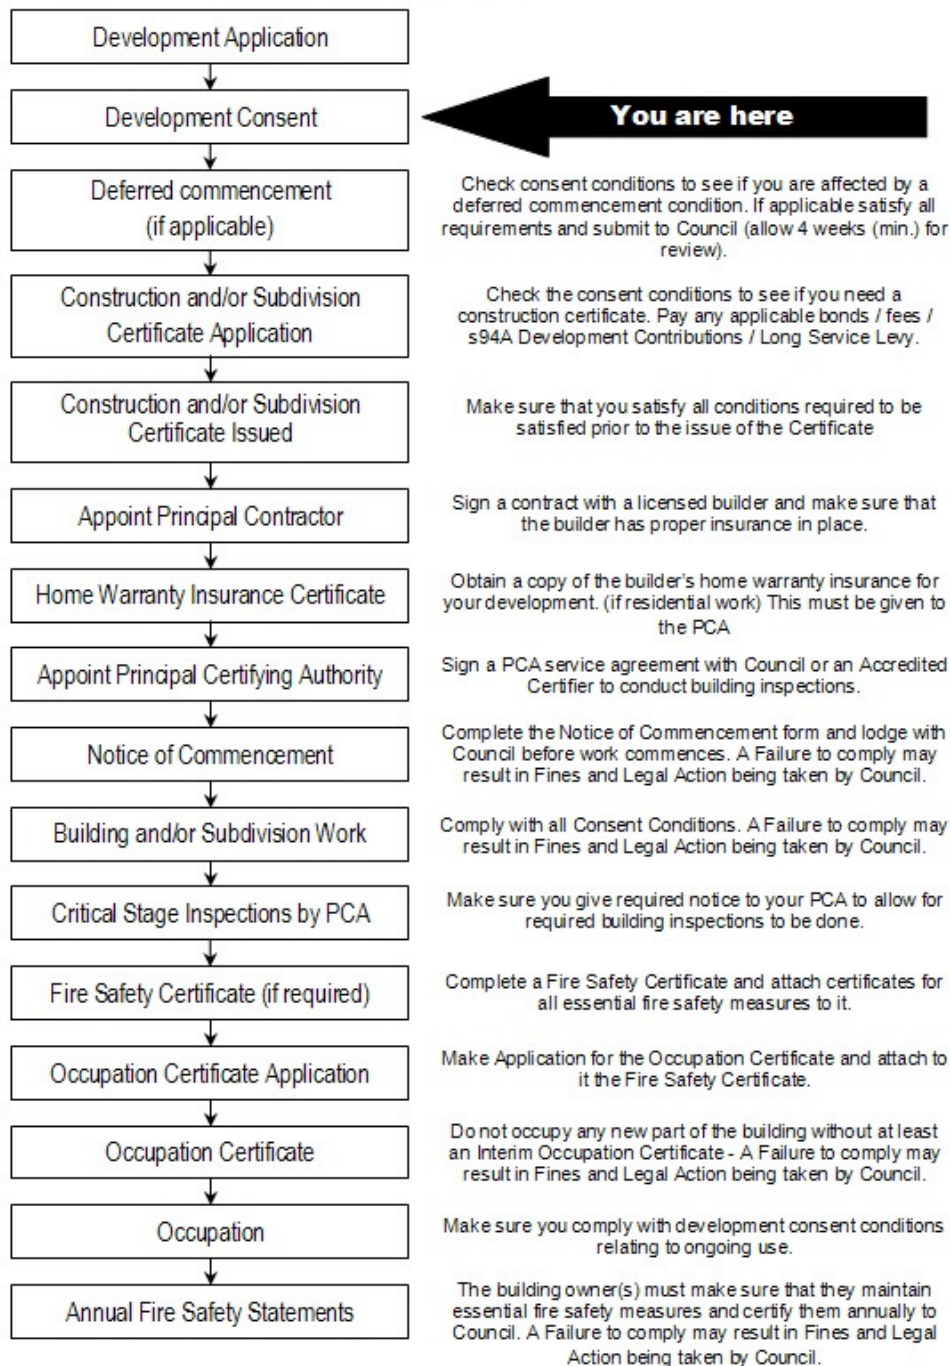 Development Application
Development Consent
You are here
Deferred commencement
(if applicable)
Check consent conditions to see if you are affected by a
deferred commencement condition. If applicable satisfy all
requirements and submit to Council (allow 4 weeks (min.) for
review).
Construction and/or Subdivision
Certificate Application
Check the consent conditions to see if you need a
construction certificate. Pay any applicable bonds / fees /
s94A Development Contributions / Long Service Levy.
Construction and/or Subdivision
Certificate Issued
Make sure that you satisfy all conditions required to be
satisfied prior to the issue of the Certificate
Appoint Principal Contractor
Sign a contract with a licensed builder and make sure that
the builder has proper insurance in place.
Home Warranty Insurance Certificate
Obtain a copy of the builder's home warranty insurance for
your development. (if residential work) This must be given to
the PCA
Appoint Principal Certifying Authority
Sign a PCA service agreement with Council or an Accredited
Certifier to conduct building inspections.
Notice of Commencement
Complete the Notice of Commencement form and lodge with
Council before work commences. A Failure to comply may
result in Fines and Legal Action being taken by Council.
Building and/or Subdivision Work
Comply with all Consent Conditions. A Failure to comply may
result in Fines and Legal Action being taken by Council.
Critical Stage Inspections by PCA
Make sure you give required notice to your PCA to allow for
required building inspections to be done.
Fire Safety Certificate (if required)
Complete a Fire Safety Certificate and attach certificates for
all essential fire safety measures to it.
Occupation Certificate Application
Make Application for the Occupation Certificate and attach to
it the Fire Safety Certificate.
Occupation Certificate
Do not occupy any new part of the building without at least
an Interim Occupation Certificate - A Failure to comply may
result in Fines and Legal Action being taken by Council.
Occupation
Make sure you comply with development consent conditions
relating to ongoing use.
Annual Fire Safety Statements
The building owner(s) must make sure that they maintain
essential fire safety measures and certify them annually to
Council. A Failure to comply may result in Fines and Legal
Action being taken by Council.